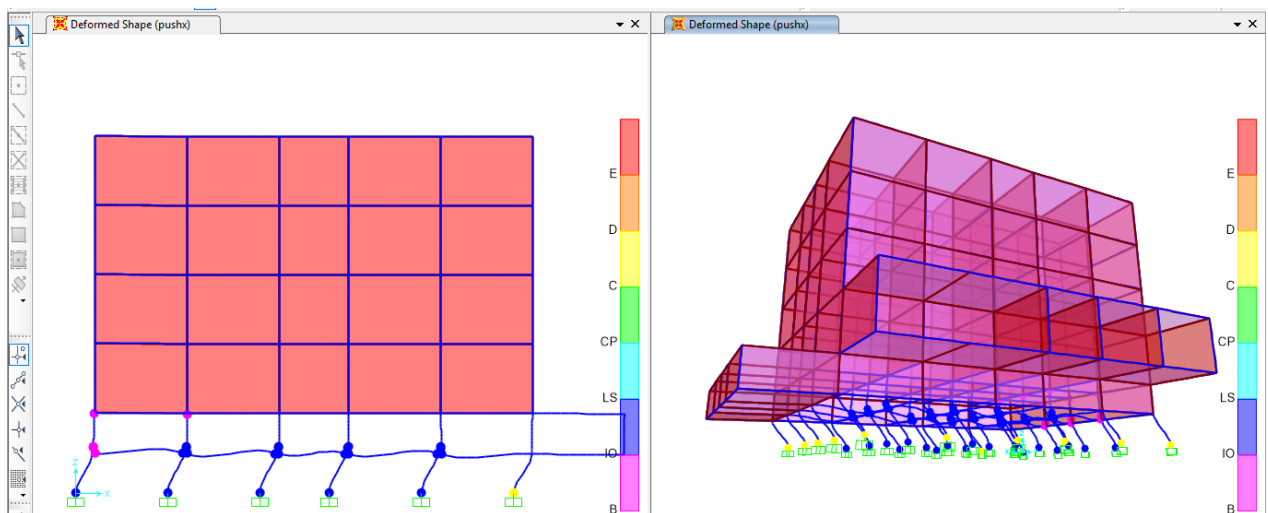 Deformed Shape (pushx)
E
D
C
CP
LS
IO
B
Z
X
Deformed Shape (pushx)
E
D
C
CP
LS
IO
B